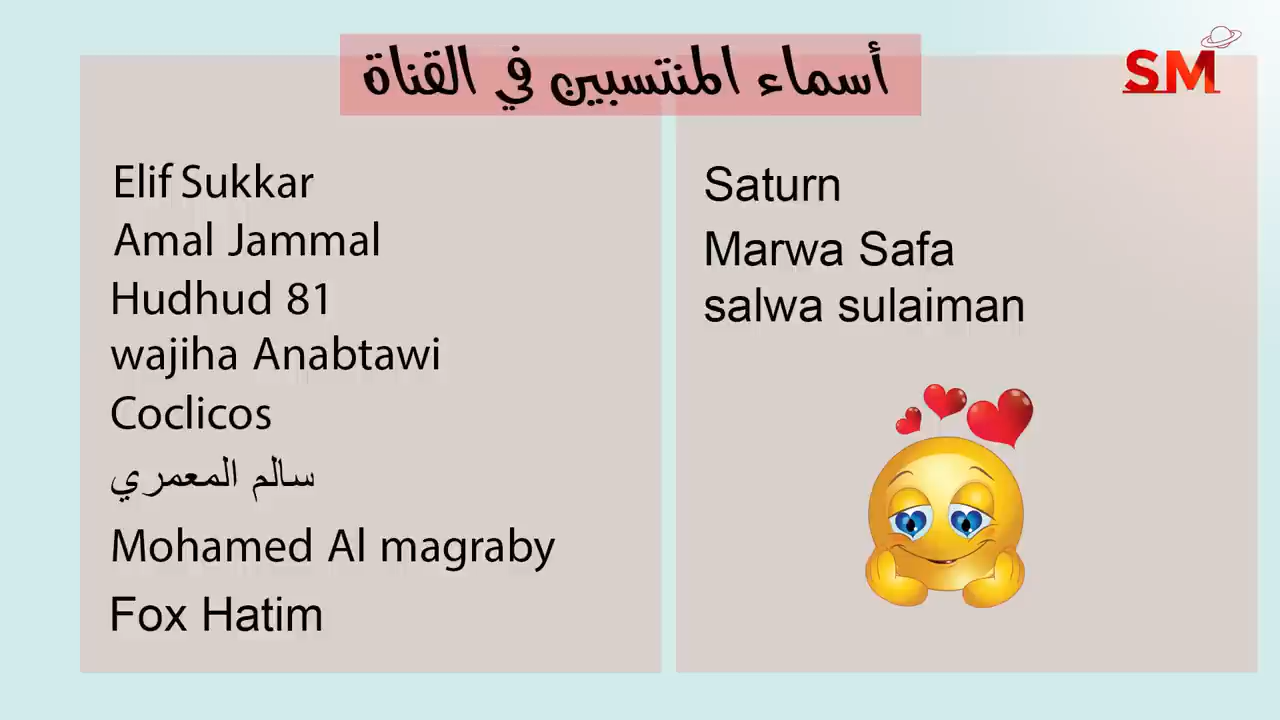 أسماء المنتسبين في القناة
SM
Elif Sukkar
Amal Jammal
Hudhud 81
wajiha Anabtawi
Coclicos
سالم المعمري
Mohamed Al magraby
Fox Hatim
Saturn
Marwa Safa
salwa sulaiman